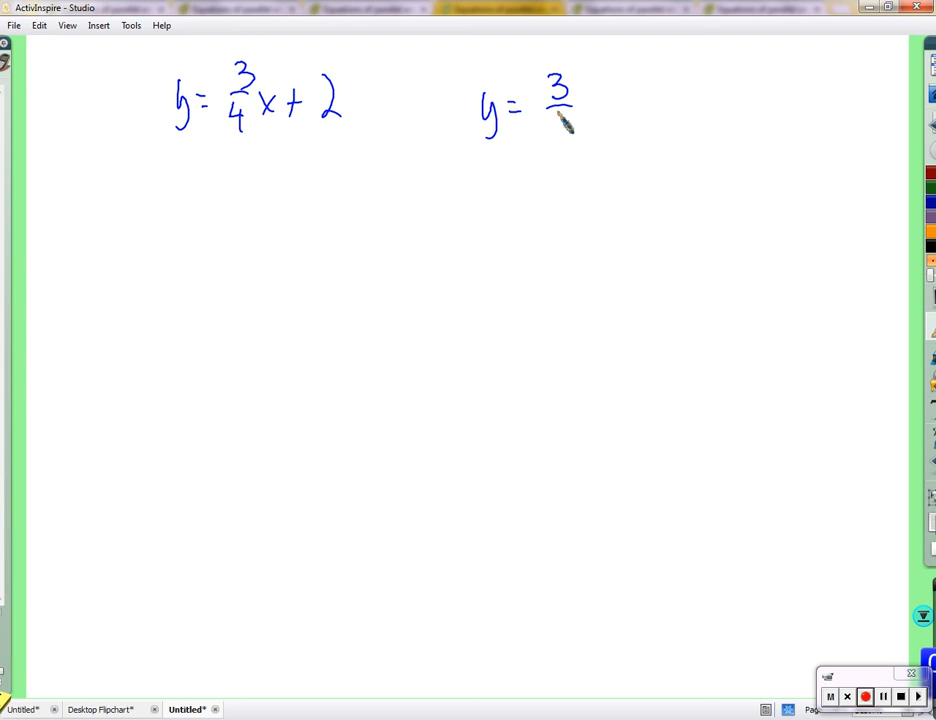 ActivInspire - Studio
File Edit View Insert Tools Help
y = 3/4 x + 2
y = 3/
M
Untitled* Desktop Flipchart* Untitled*